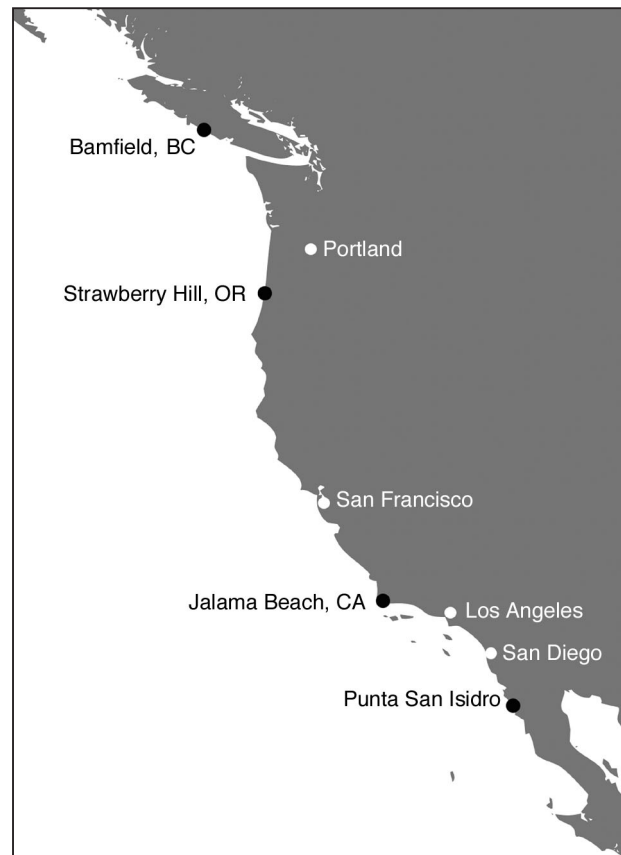 Bamfield, BC
Portland
Strawberry Hill, OR
San Francisco
Jalama Beach, CA
Los Angeles
San Diego
Punta San Isidro